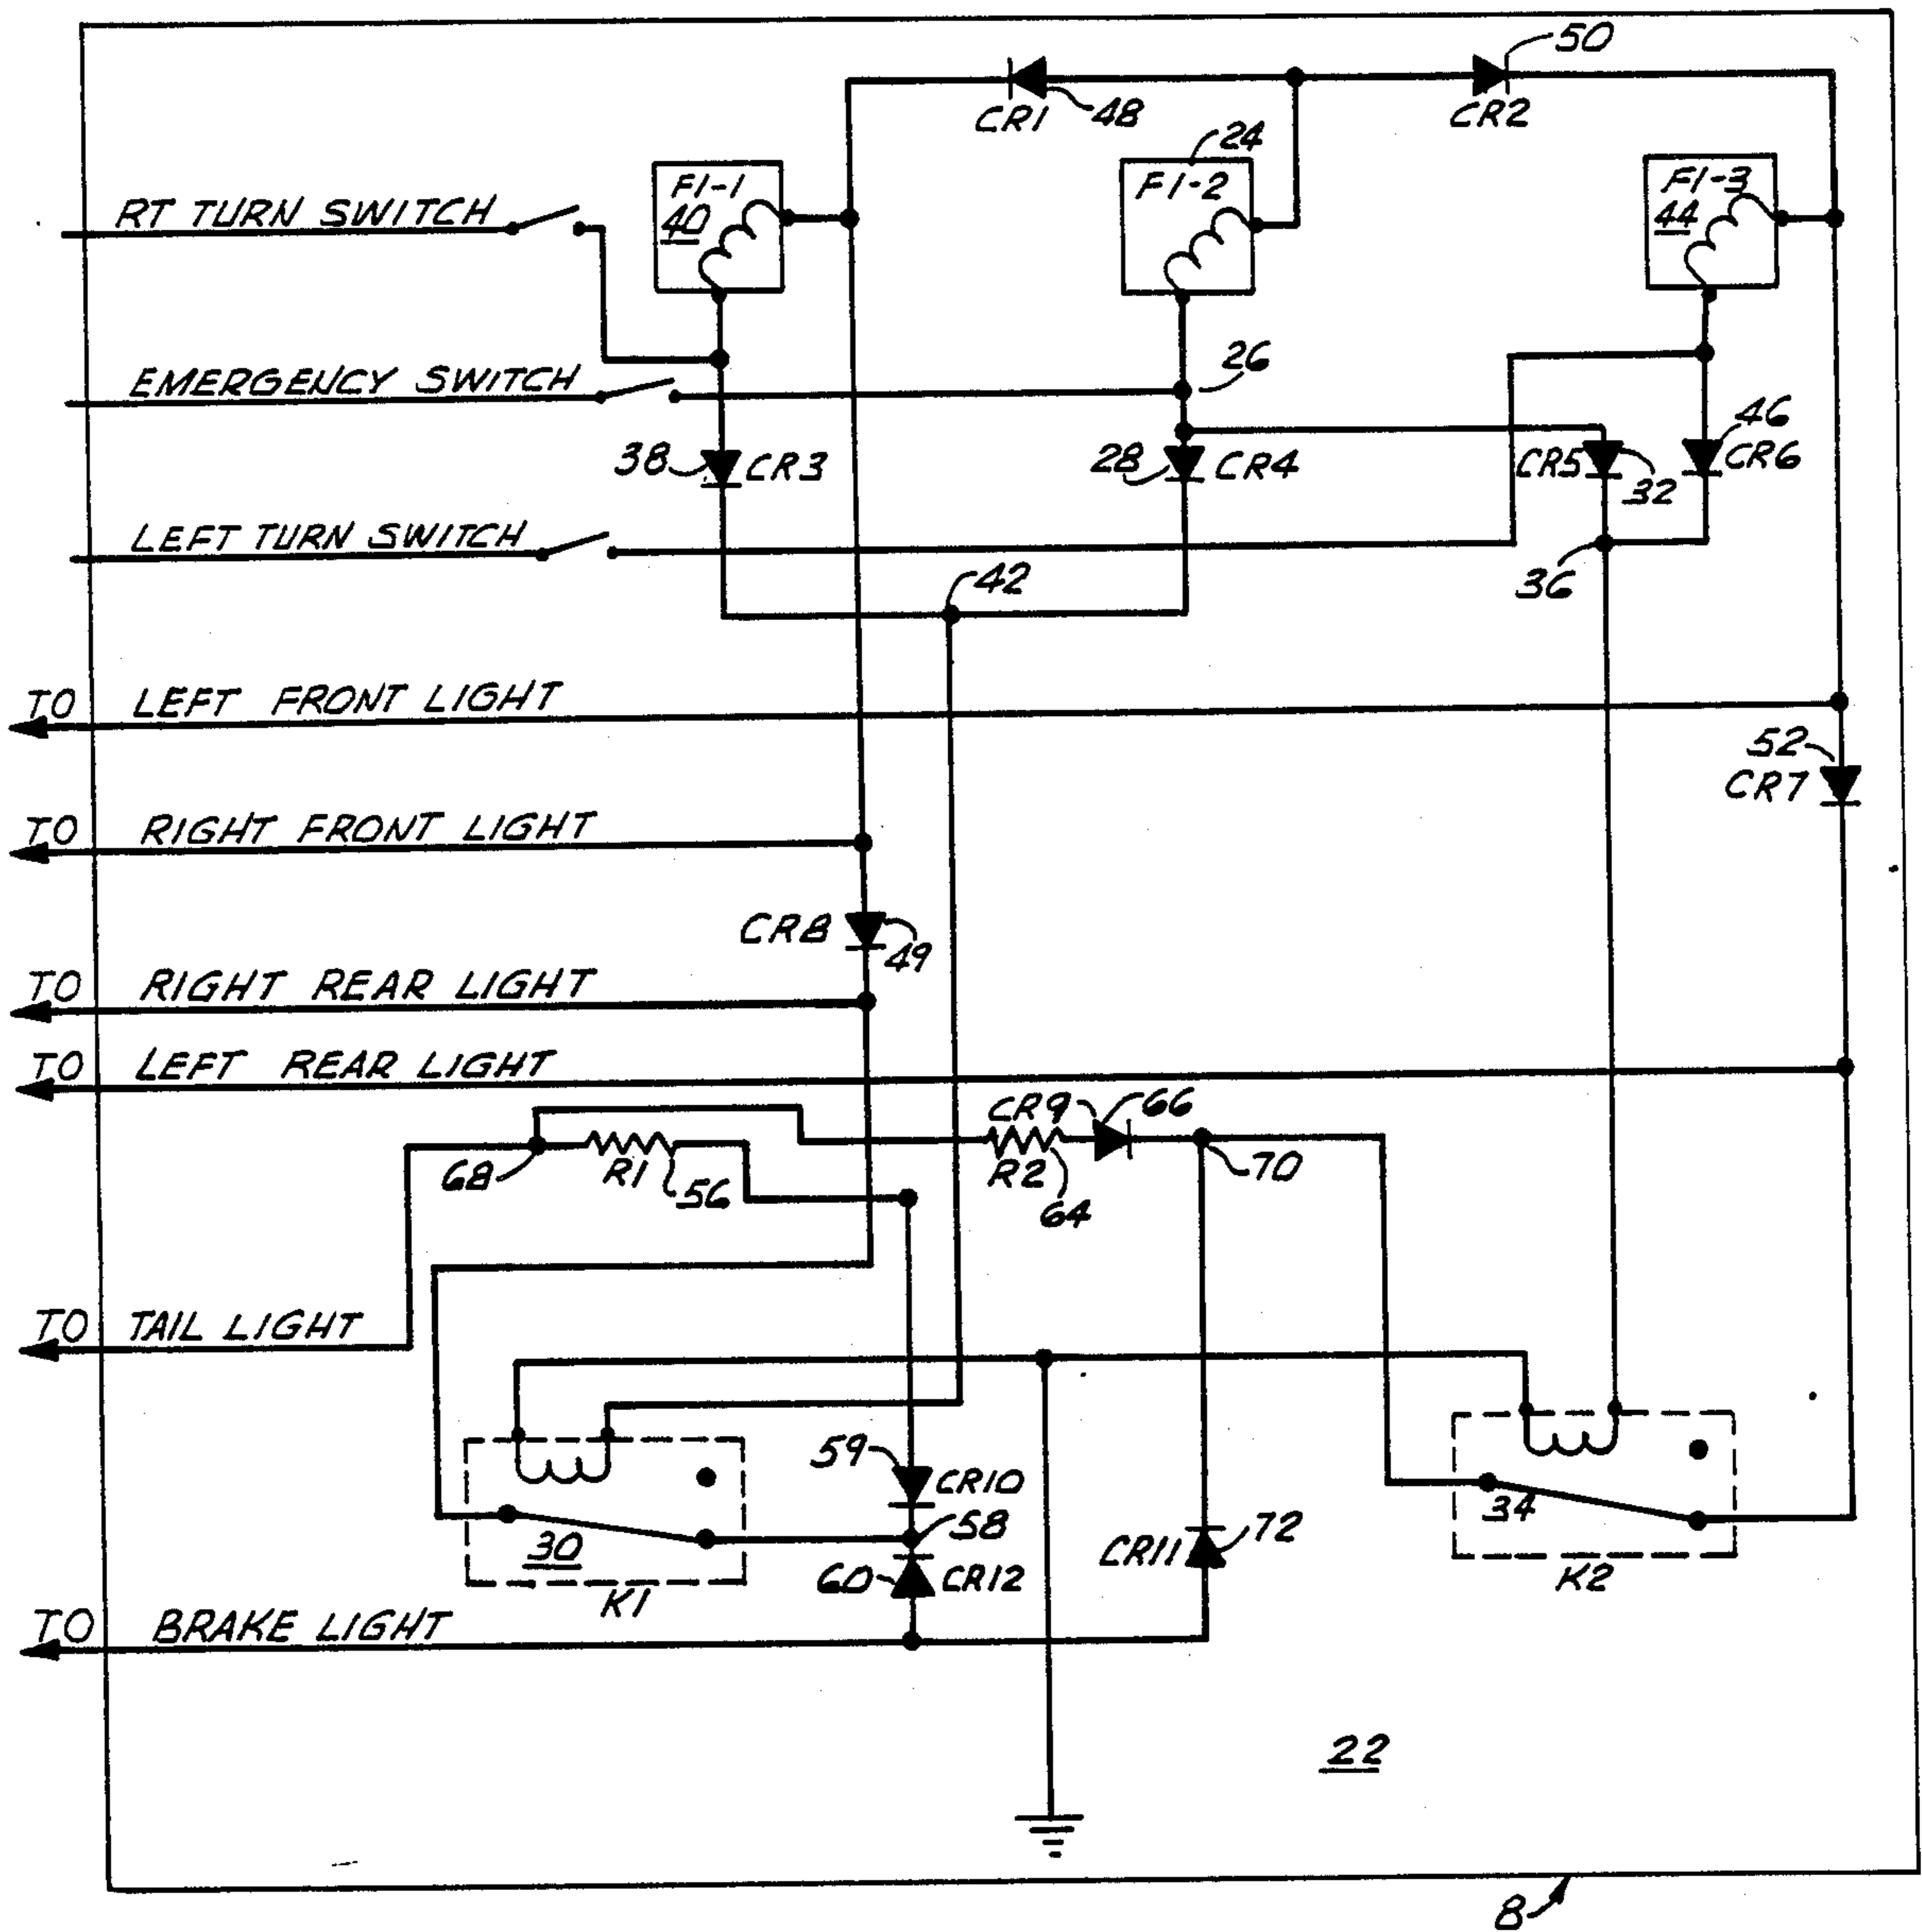 50
CR1 48 CR2
24
F1-1 F1-2 F1-3
40 44
RT TURN SWITCH
26
EMERGENCY SWITCH
46
38 CR3 28 CR4 CR5 CR6
32
LEFT TURN SWITCH
42 36
TO LEFT FRONT LIGHT
52
CR7
TO RIGHT FRONT LIGHT
CR8 49
TO RIGHT REAR LIGHT
TO LEFT REAR LIGHT
CR9 66
68 R1 56 R2 70
64
TO TAIL LIGHT
59 CR10
58 34
30 CR11 72
60 CR12
K1 K2
TO BRAKE LIGHT
22
8